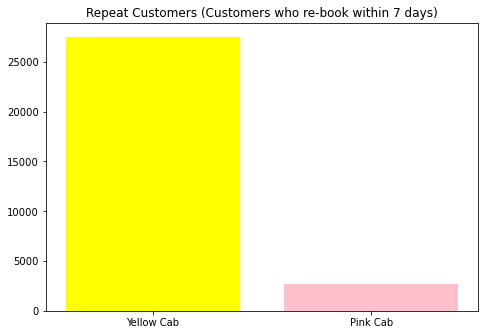 Repeat Customers (Customers who re-book within 7 days)
25000
20000
15000
10000
5000
0
Yellow Cab
Pink Cab